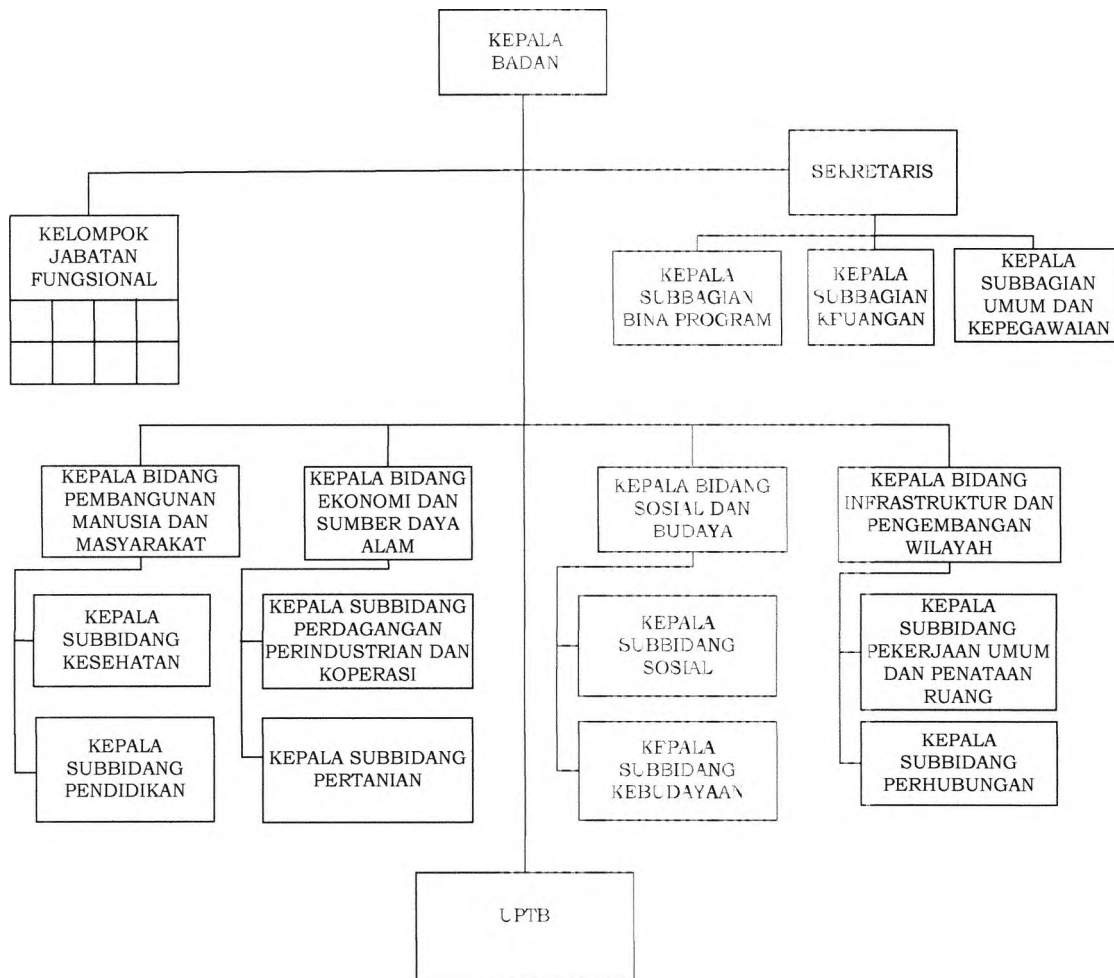 KEPALA
BADAN
SEKRETARIS
KELOMPOK
JABATAN
FUNGSIONAL
KEPALA
SUBBAGIAN
BINA PROGRAM
KEPALA
SUBBAGIAN
KEUANGAN
KEPALA
SUBBAGIAN
UMUM DAN
KEPEGAWAIAN
KEPALA BIDANG
PEMBANGUNAN
MANUSIA DAN
MASYARAKAT
KEPALA BIDANG
EKONOMI DAN
SUMBER DAYA
ALAM
KEPALA BIDANG
SOSIAL DAN
BUDAYA
KEPALA BIDANG
INFRASTRUKTUR DAN
PENGEMBANGAN
WILAYAH
KEPALA
SUBBIDANG
KESEHATAN
KEPALA SUBBIDANG
PERDAGANGAN
PERINDUSTRIAN DAN
KOPERASI
KEPALA
SUBBIDANG
SOSIAL
KEPALA
SUBBIDANG
PEKERJAAN UMUM
DAN PENATAAN
RUANG
KEPALA
SUBBIDANG
PENDIDIKAN
KEPALA SUBBIDANG
PERTANIAN
KEPALA
SUBBIDANG
KEBUDAYAAN
KEPALA
SUBBIDANG
PERHUBUNGAN
UPTB